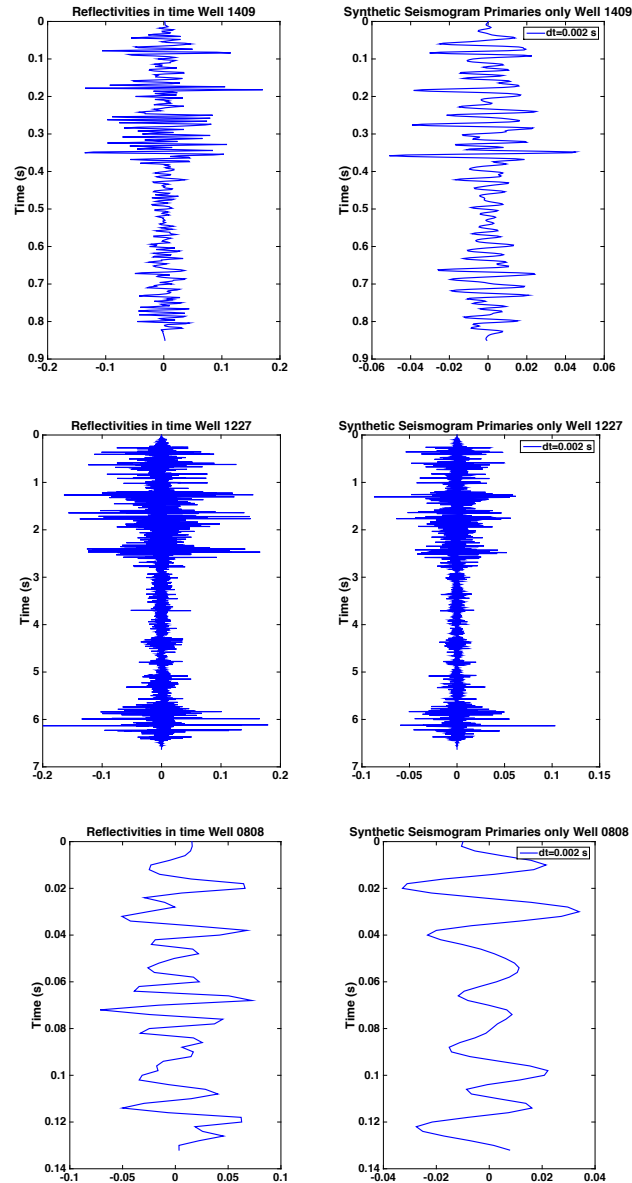 Reflectivities in time Well 1409
Synthetic Seismogram Primaries only Well 1409
dt=0.002 s
Time (s)
0
0.1
0.2
0.3
0.4
0.5
0.6
0.7
0.8
0.9
-0.2 -0.1 0 0.1 0.2
Time (s)
0
0.1
0.2
0.3
0.4
0.5
0.6
0.7
0.8
0.9
-0.06 -0.04 -0.02 0 0.02 0.04 0.06
Reflectivities in time Well 1227
Synthetic Seismogram Primaries only Well 1227
dt=0.002 s
Time (s)
0
1
2
3
4
5
6
7
-0.2 -0.1 0 0.1 0.2
Time (s)
0
1
2
3
4
5
6
7
-0.1 -0.05 0 0.05 0.1 0.15
Reflectivities in time Well 0808
Synthetic Seismogram Primaries only Well 0808
dt=0.002 s
Time (s)
0
0.02
0.04
0.06
0.08
0.1
0.12
0.14
-0.1 -0.05 0 0.05 0.1
Time (s)
0
0.02
0.04
0.06
0.08
0.1
0.12
0.14
-0.04 -0.02 0 0.02 0.04